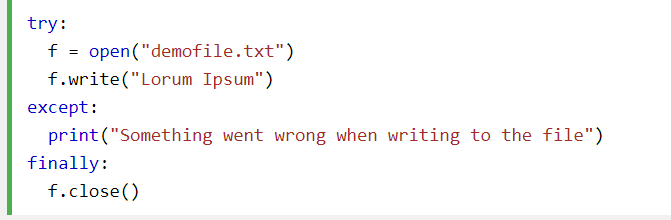 try:
  f = open("demofile.txt")
  f.write("Lorum Ipsum")
except:
  print("Something went wrong when writing to the file")
finally:
  f.close()